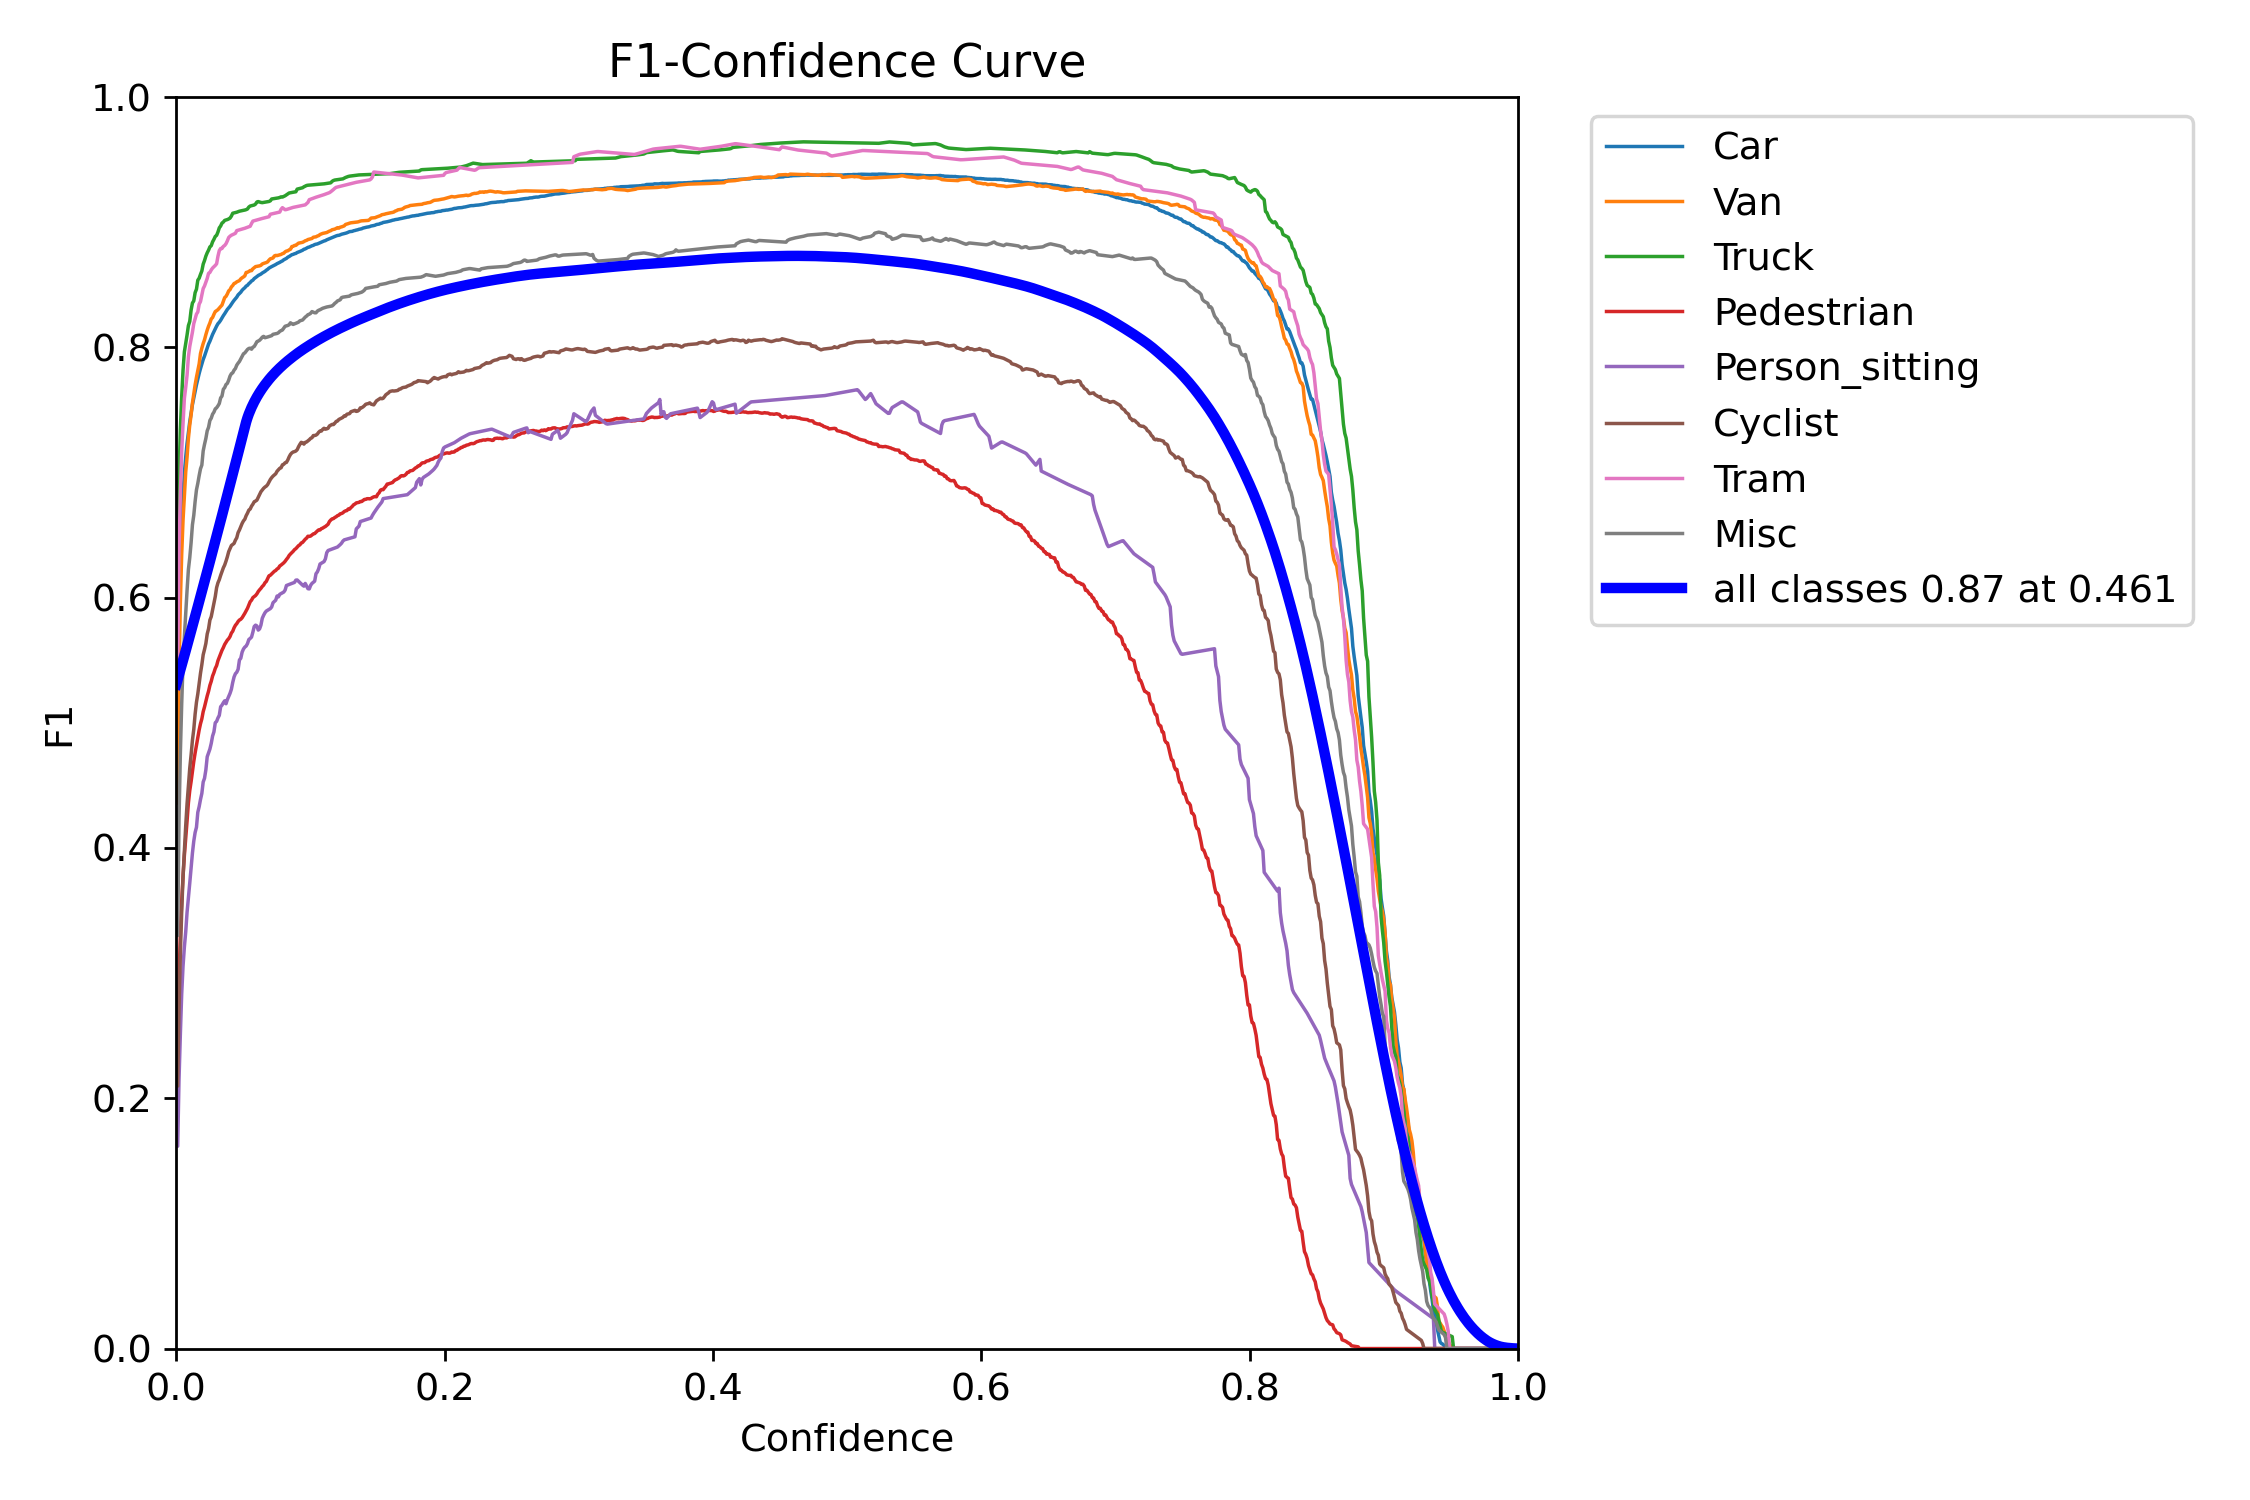 F1-Confidence Curve
1.0
0.8
0.6
0.4
0.2
0.0
F1
0.0 0.2 0.4 0.6 0.8 1.0
Confidence
Car
Van
Truck
Pedestrian
Person_sitting
Cyclist
Tram
Misc
all classes 0.87 at 0.461